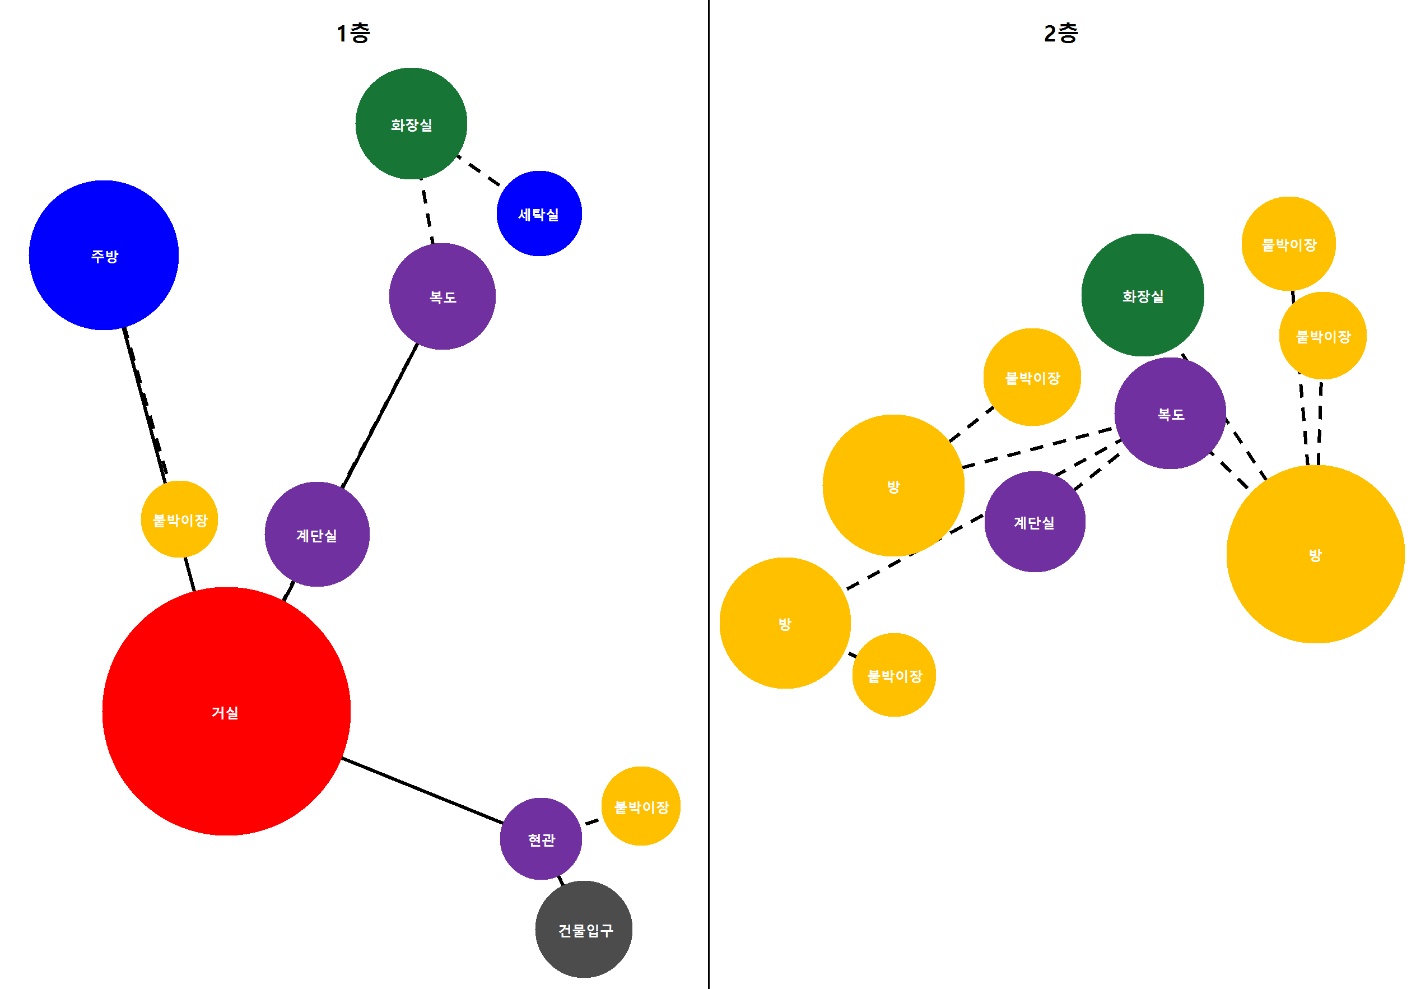 1층
화장실
세탁실
주방
복도
붙박이장
계단실
거실
붙박이장
현관
건물입구
2층
붙박이장
화장실
붙박이장
붙박이장
복도
방
계단실
방
방
붙박이장